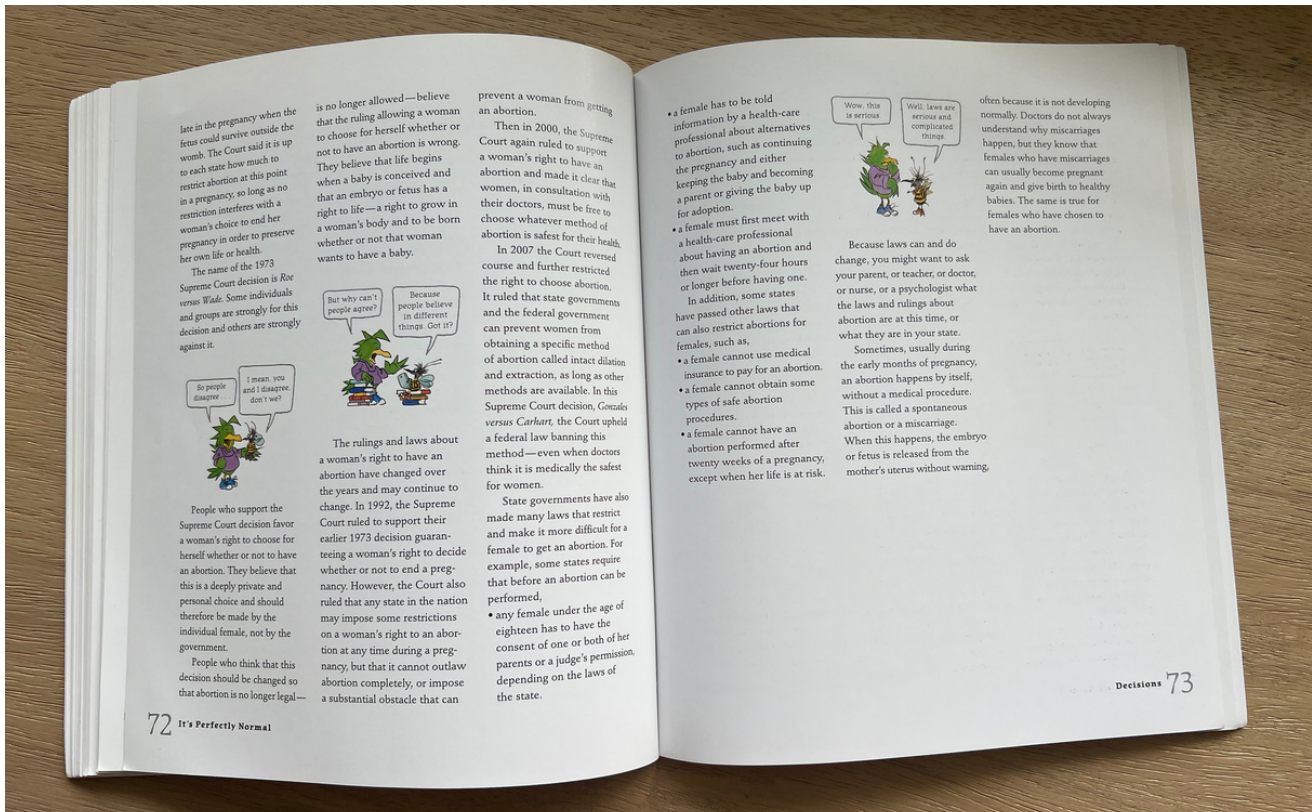 late in the pregnancy when the
fetus could survive outside the
womb. The Court said it is up
to each state how much to
restrict abortion at this point
in a pregnancy, so long as no
restriction interferes with a
woman's choice to end her
pregnancy in order to preserve
her own life or health.
The name of the 1973
Supreme Court decision is Roe
versus Wade. Some individuals
and groups are strongly for this
decision and others are strongly
against it.
So people
disagree . . .
I mean, you
and I disagree,
don't we?
People who support the
Supreme Court decision favor
a woman's right to choose for
herself whether or not to have
an abortion. They believe that
this is a deeply private and
personal choice and should
therefore be made by the
individual female, not by the
government.
People who think that this
decision should be changed so
that abortion is no longer legal—
is no longer allowed—believe
that the ruling allowing a woman
to choose for herself whether or
not to have an abortion is wrong.
They believe that life begins
when a baby is conceived and
that an embryo or fetus has a
right to life—a right to grow in
a woman's body and to be born
whether or not that woman
wants to have a baby.
But why can't
people agree?
Because
people believe
in different
things. Got it?
The rulings and laws about
a woman's right to have an
abortion have changed over
the years and may continue to
change. In 1992, the Supreme
Court ruled to support their
earlier 1973 decision guaran-
teeing a woman's right to decide
whether or not to end a preg-
nancy. However, the Court also
ruled that any state in the nation
may impose some restrictions
on a woman's right to an abor-
tion at any time during a preg-
nancy, but that it cannot outlaw
abortion completely, or impose
a substantial obstacle that can
prevent a woman from getting
an abortion.
Then in 2000, the Supreme
Court again ruled to support
a woman's right to have an
abortion and made it clear that
women, in consultation with
their doctors, must be free to
choose whatever method of
abortion is safest for their health.
In 2007 the Court reversed
course and further restricted
the right to choose abortion.
It ruled that state governments
and the federal government
can prevent women from
obtaining a specific method
of abortion called intact dilation
and extraction, as long as other
methods are available. In this
Supreme Court decision, Gonzales
versus Carhart, the Court upheld
a federal law banning this
method—even when doctors
think it is medically the safest
for women.
State governments have also
made many laws that restrict
and make it more difficult for a
female to get an abortion. For
example, some states require
that before an abortion can be
performed,
• any female under the age of
eighteen has to have the
consent of one or both of her
parents or a judge's permission,
depending on the laws of
the state.
72 It's Perfectly Normal
• a female has to be told
information by a health-care
professional about alternatives
to abortion, such as continuing
the pregnancy and either
keeping the baby and becoming
a parent or giving the baby up
for adoption.
• a female must first meet with
a health-care professional
about having an abortion and
then wait twenty-four hours
or longer before having one.
In addition, some states
have passed other laws that
can also restrict abortions for
females, such as,
• a female cannot use medical
insurance to pay for an abortion.
• a female cannot obtain some
types of safe abortion
procedures.
• a female cannot have an
abortion performed after
twenty weeks of a pregnancy,
except when her life is at risk.
Wow, this
is serious.
Well, laws are
serious and
complicated
things.
Because laws can and do
change, you might want to ask
your parent, or teacher, or doctor,
or nurse, or a psychologist what
the laws and rulings about
abortion are at this time, or
what they are in your state.
Sometimes, usually during
the early months of pregnancy,
an abortion happens by itself,
without a medical procedure.
This is called a spontaneous
abortion or a miscarriage.
When this happens, the embryo
or fetus is released from the
mother's uterus without warning,
often because it is not developing
normally. Doctors do not always
understand why miscarriages
happen, but they know that
females who have miscarriages
can usually become pregnant
again and give birth to healthy
babies. The same is true for
females who have chosen to
have an abortion.
Decisions 73